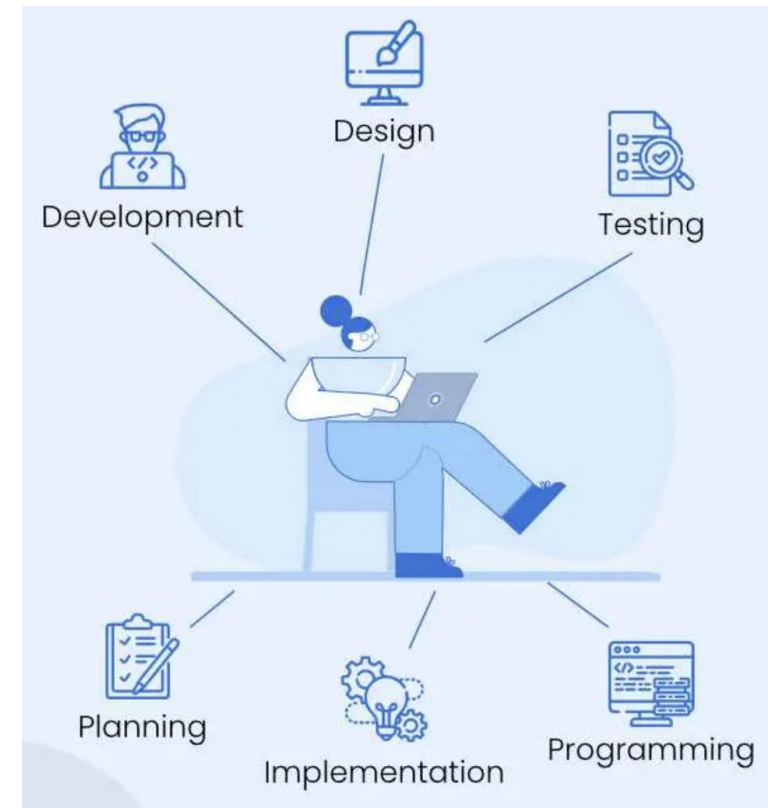 Design
Development
Testing
Planning
Implementation
Programming